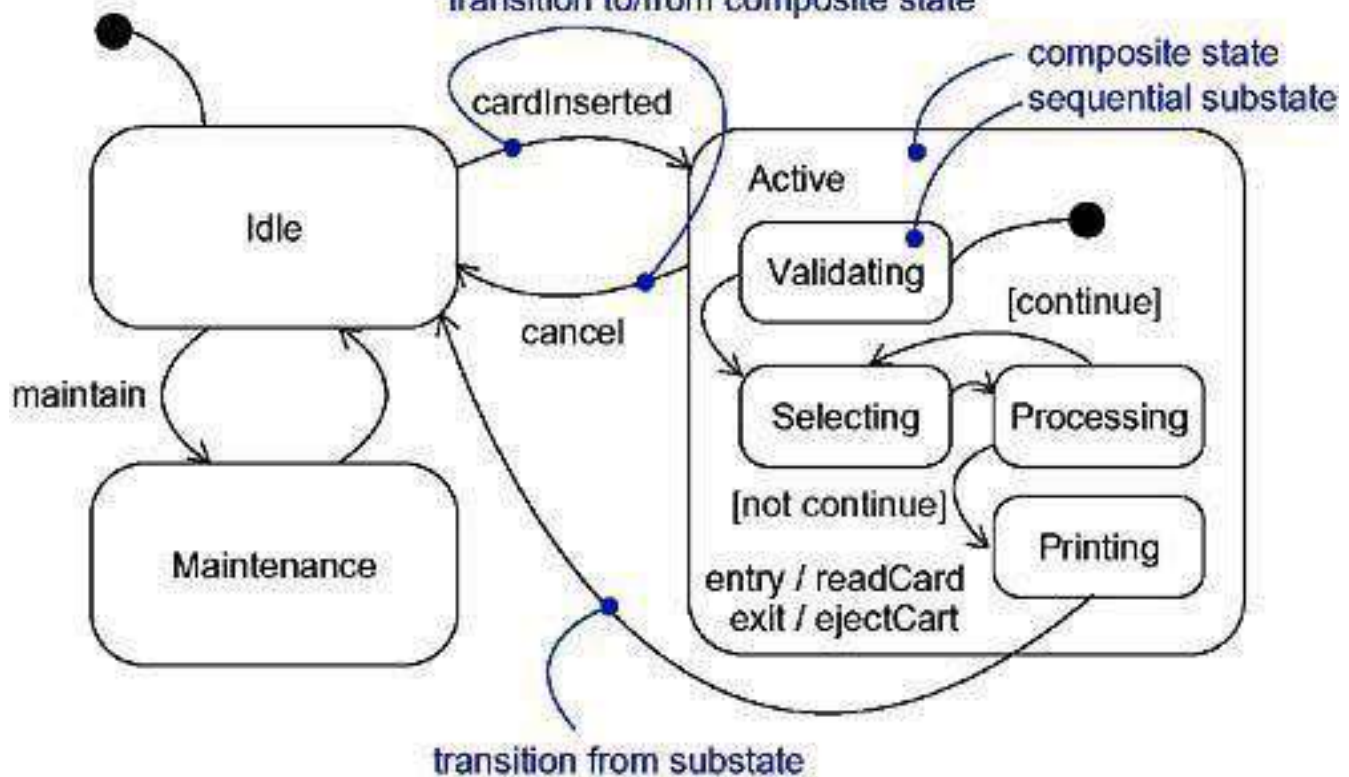 transition to/from composite state
composite state
sequential substate
cardInserted
Active
Idle
Validating
[continue]
cancel
maintain
Selecting
Processing
[not continue]
Printing
Maintenance
entry / readCard
exit / ejectCart
transition from substate